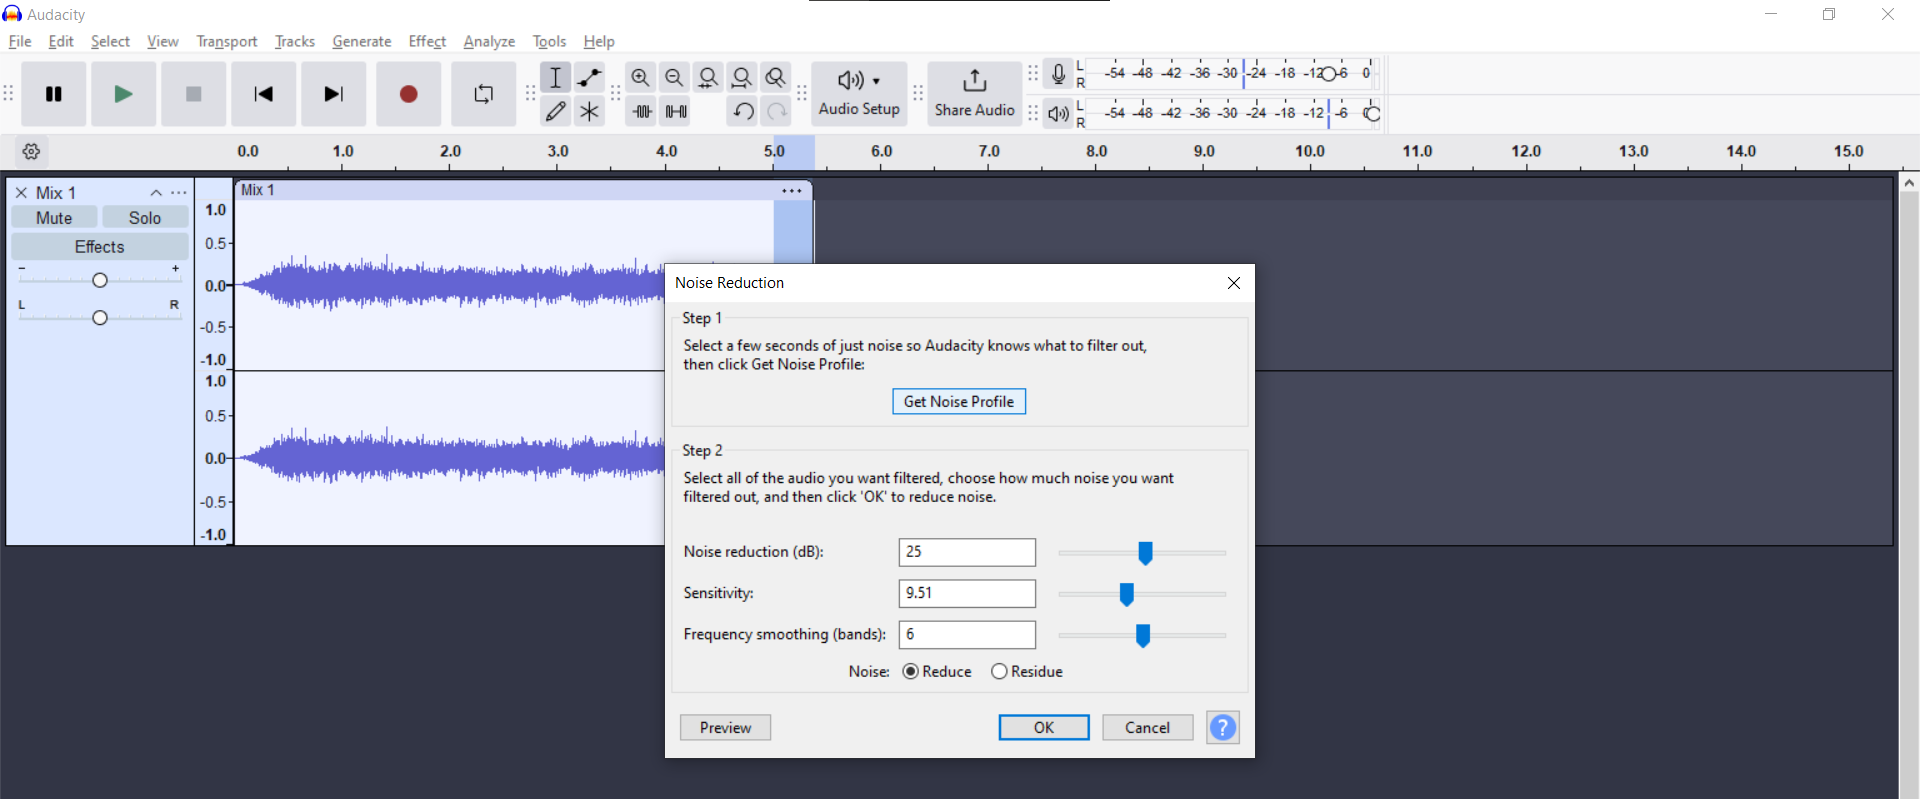 Audacity
File Edit Select View Transport Tracks Generate Effect Analyze Tools Help
Audio Setup
Share Audio
L
R
-54 -48 -42 -36 -30 -24 -18 -12 -6 0
L
R
-54 -48 -42 -36 -30 -24 -18 -12 -6 0
0.0 1.0 2.0 3.0 4.0 5.0 6.0 7.0 8.0 9.0 10.0 11.0 12.0 13.0 14.0 15.0
Mix 1
Mute Solo
Effects
- +
L R
1.0
0.5
0.0
-0.5
-1.0
1.0
0.5
0.0
-0.5
-1.0
Mix 1
Noise Reduction
Step 1
Select a few seconds of just noise so Audacity knows what to filter out,
then click Get Noise Profile:
Get Noise Profile
Step 2
Select all of the audio you want filtered, choose how much noise you want
filtered out, and then click 'OK' to reduce noise.
Noise reduction (dB): 25
Sensitivity: 9.51
Frequency smoothing (bands): 6
Noise: Reduce Residue
Preview OK Cancel ?